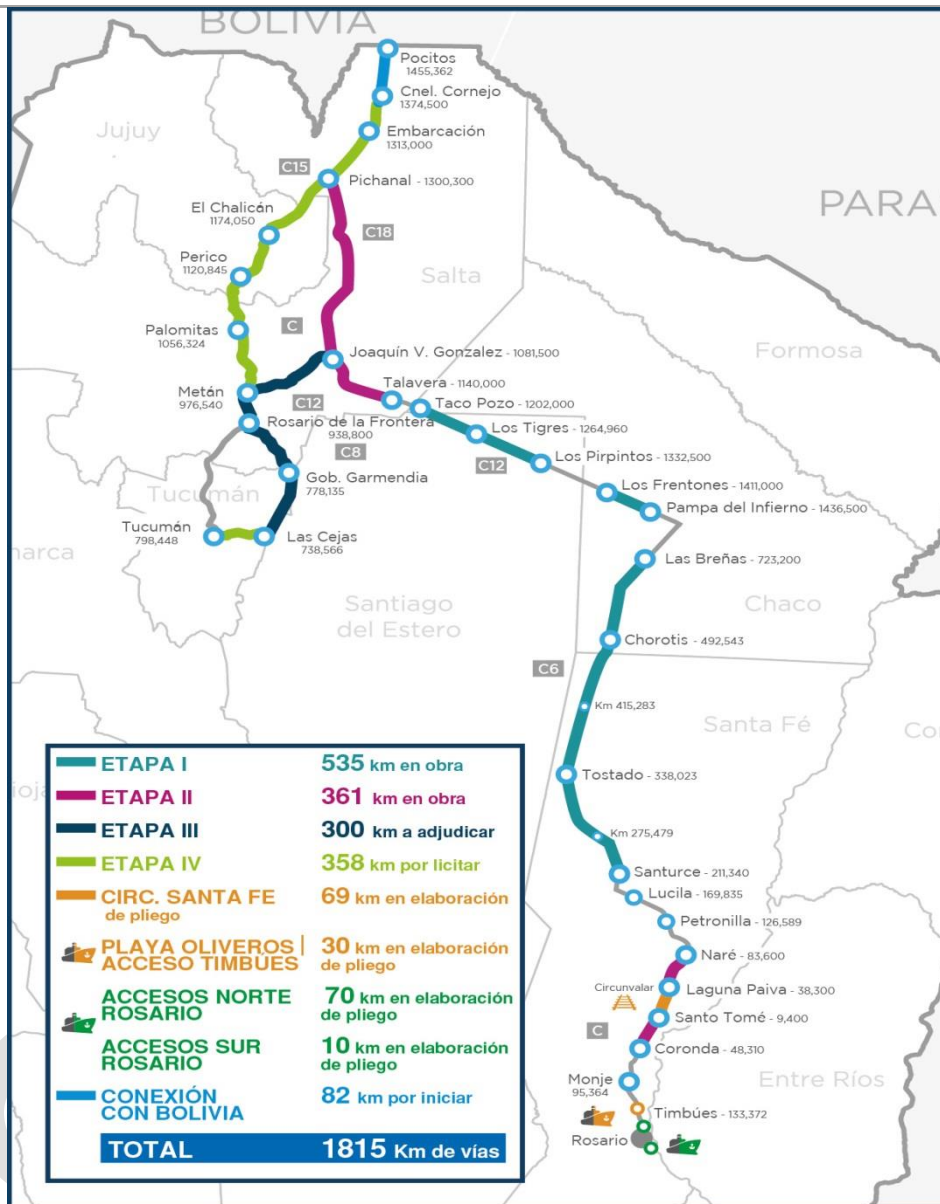 BOLIVIA
Pocitos
1455,362
Cnel. Cornejo
1374,500
Jujuy
Embarcación
1313,000
C15
Pichanal - 1300,300
El Chalicán
1174,050
PARA
C18
Perico
1120,845
Salta
Palomitas
1056,324
C
Formosa
Joaquín V. Gonzalez - 1081,500
Talavera - 1140,000
Metán
976,540
C12
Taco Pozo - 1202,000
Rosario de la Frontera
938,800
Los Tigres - 1264,960
C8
C12
Los Pirpintos - 1332,500
Gob. Garmendia
778,135
Los Frentones - 1411,000
Tucumán
Pampa del Infierno - 1436,500
Tucumán
798,448
Las Cejas
738,566
marca
Las Breñas - 723,200
Santiago
del Estero
Chaco
Chorotis - 492,543
C6
Km 415,283
Santa Fé
Co
Tostado - 338,023
ioja
Km 275,479
Santurce - 211,340
Lucila - 169,835
Petronilla - 126,589
Naré - 83,600
Circunvalar
Laguna Paiva - 38,300
Santo Tomé - 9,400
C
Coronda - 48,310
Monje
95,364
Entre Ríos
Timbúes - 133,372
Rosario
ETAPA I 535 km en obra
ETAPA II 361 km en obra
ETAPA III 300 km a adjudicar
ETAPA IV 358 km por licitar
CIRC. SANTA FE 69 km en elaboración
de pliego
PLAYA OLIVEROS | 30 km en elaboración
ACCESO TIMBÚES de pliego
ACCESOS NORTE 70 km en elaboración
ROSARIO de pliego
ACCESOS SUR 10 km en elaboración
ROSARIO de pliego
CONEXIÓN 82 km por iniciar
CON BOLIVIA
TOTAL 1815 Km de vías